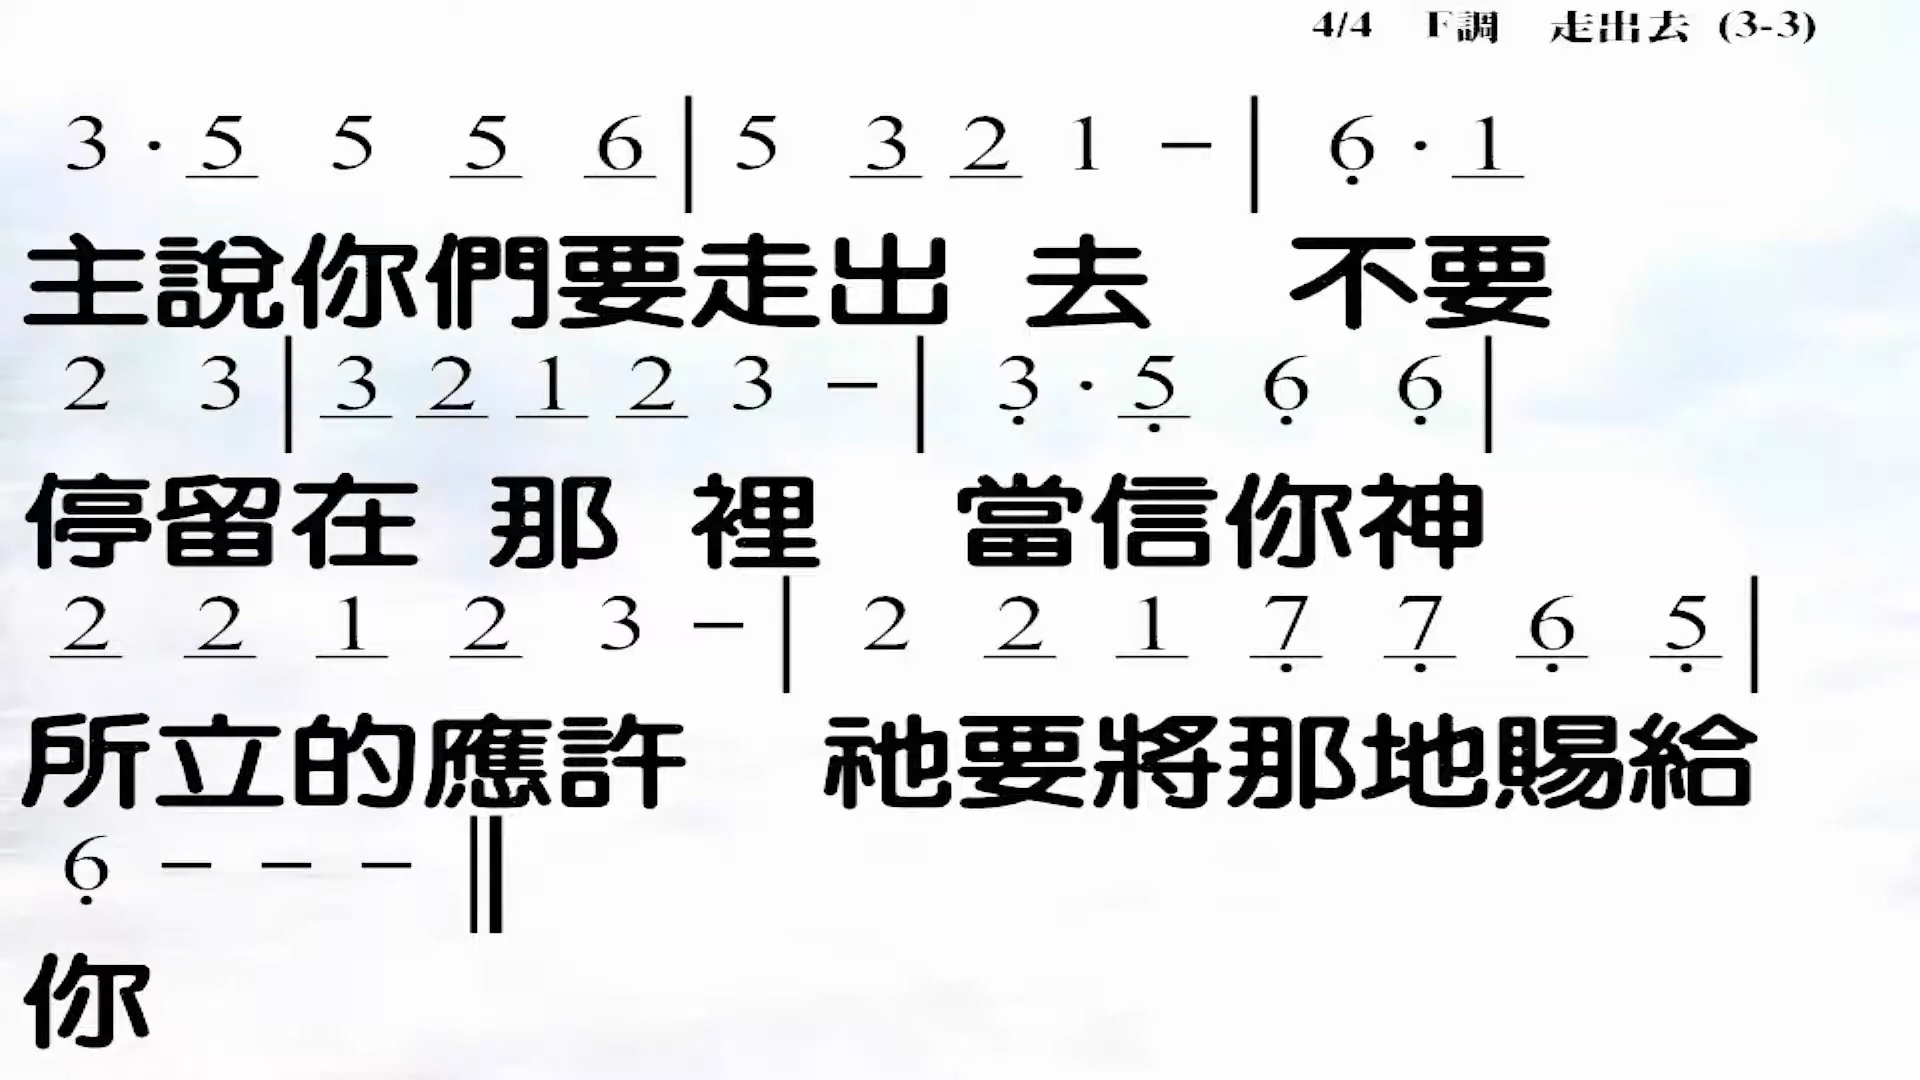 4/4 F調 走出去 (3-3)
3 · 5 5 5 6 | 5 3 2 1 – | 6 · 1
主說你們要走出 去 不要
2 3 | 3 2 1 2 3 – | 3 · 5 6 6 |
停留在 那 裡 當信你神
2 2 1 2 3 – | 2 2 1 7 7 6 5 |
所立的應許 祂要將那地賜給
6 – – – ‖
你